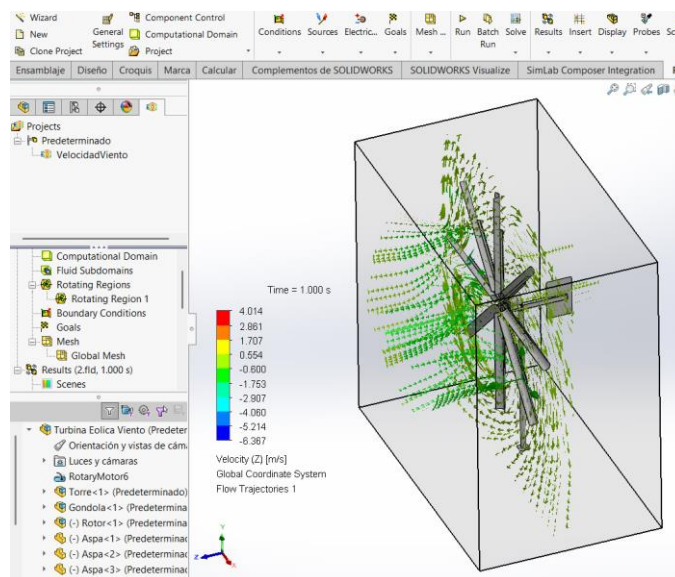 Wizard
New
Clone Project
General Settings
Component Control
Computational Domain
Project
Conditions
Sources
Electric...
Goals
Mesh ...
Run
Batch Run
Solve
Results
Insert
Display
Probes
Ensamblaje
Diseño
Croquis
Marca
Calcular
Complementos de SOLIDWORKS
SOLIDWORKS Visualize
SimLab Composer Integration
Projects
Predeterminado
VelocidadViento
Computational Domain
Fluid Subdomains
Rotating Regions
Rotating Region 1
Boundary Conditions
Goals
Mesh
Global Mesh
Results (2.fld, 1.000 s)
Scenes
Turbina Eolica Viento (Predeter
Orientación y vistas de cám
Luces y cámaras
RotaryMotor6
Torre<1> (Predeterminado)
Gondola<1> (Predetermina
(-) Rotor<1> (Predetermina
(-) Aspa<1> (Predeterminac
(-) Aspa<2> (Predeterminac
(-) Aspa<3> (Predeterminac
Time = 1.000 s
4.014
2.861
1.707
0.554
-0.600
-1.753
-2.907
-4.060
-5.214
-6.367
Velocity (Z) [m/s]
Global Coordinate System
Flow Trajectories 1
Y
Z
X